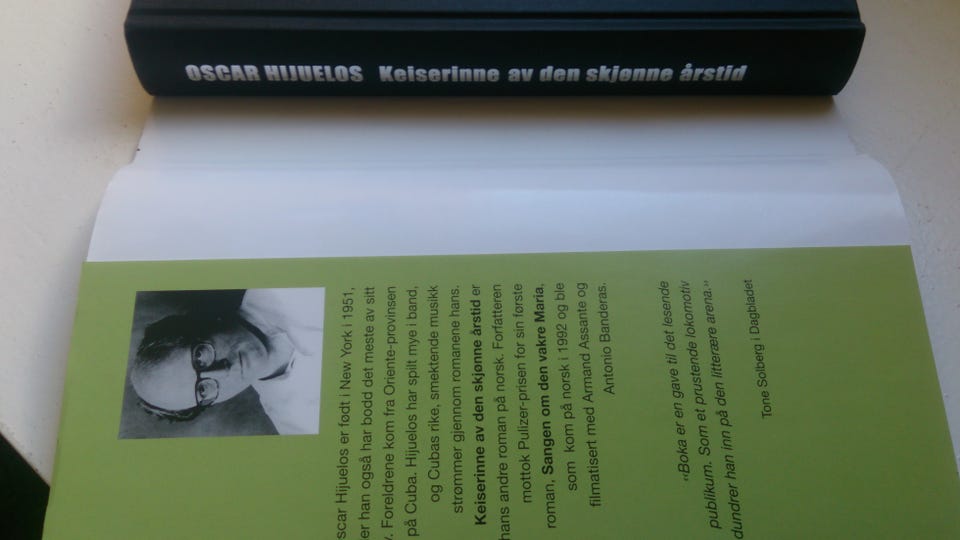 OSCAR HIJUELOS Keiserinne av den skjønne årstid
scar Hijuelos er født i New York i 1951,
er han også har bodd det meste av sitt
. Foreldrene kom fra Oriente-provinsen
på Cuba. Hijuelos har spilt mye i band,
og Cubas rike, smektende musikk
strømmer gjennom romanene hans.
Keiserinne av den skjønne årstid er
hans andre roman på norsk. Forfatteren
mottok Pulizer-prisen for sin første
roman, Sangen om den vakre Maria,
som kom på norsk i 1992 og ble
filmatisert med Armand Assante og
Antonio Banderas.
«Boka er en gave til det lesende
publikum. Som et prustende lokomotiv
dundrer han inn på den litterære arena.»
Tone Solberg i Dagbladet